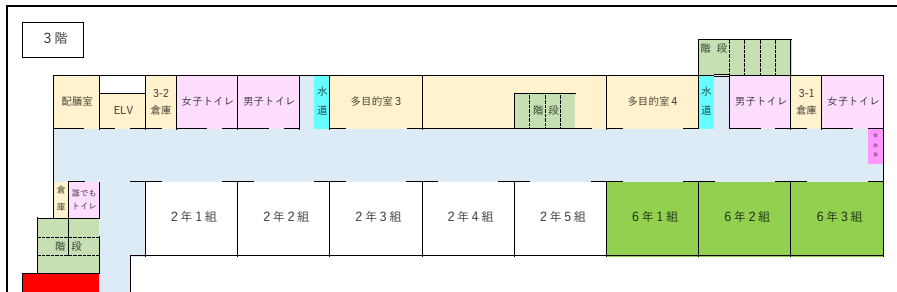 ３階
階 段
配膳室
ELV
3-2
倉庫
女子トイレ
男子トイレ
水
道
多目的室３
階 段
多目的室４
水
道
男子トイレ
3-1
倉庫
女子トイレ
倉
庫
誰でも
トイレ
２年１組
２年２組
２年３組
２年４組
２年５組
６年１組
６年２組
６年３組
階 段